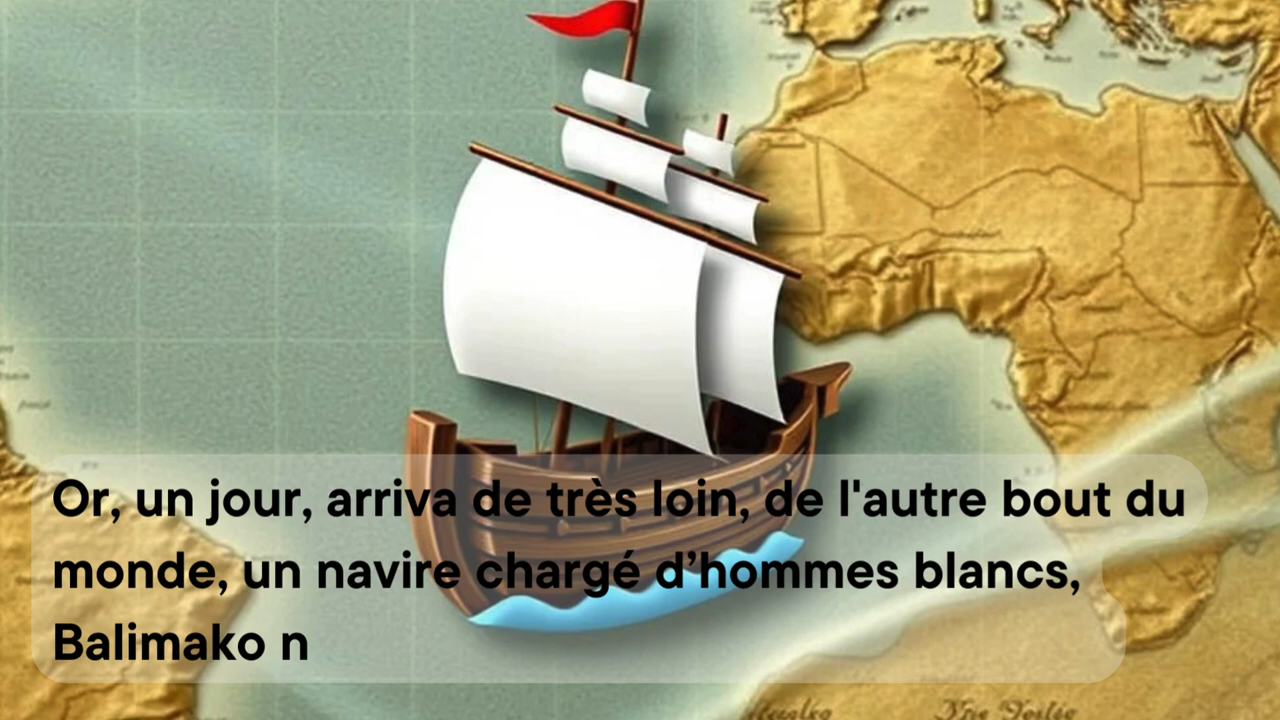 Or, un jour, arriva de très loin, de l'autre bout du
monde, un navire chargé d’hommes blancs,
Balimako n